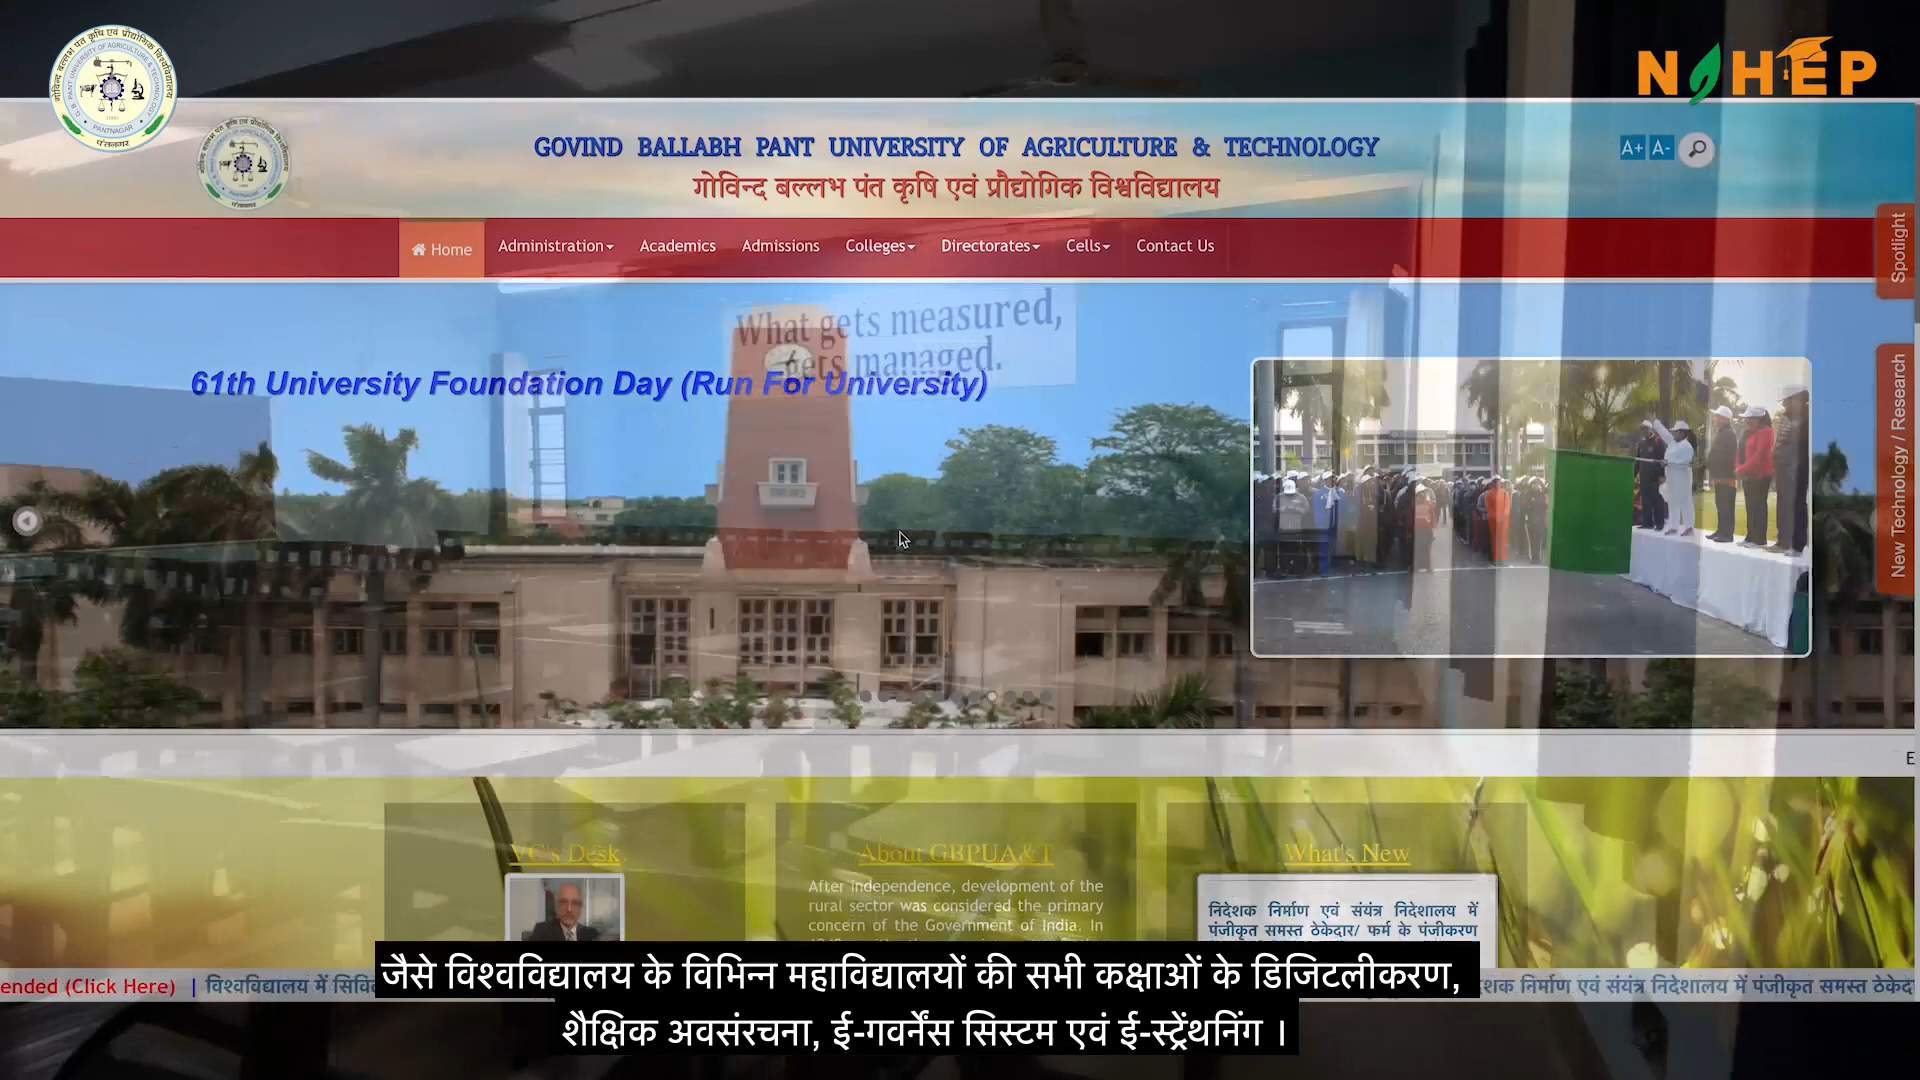 NAHEP
GOVIND BALLABH PANT UNIVERSITY OF AGRICULTURE & TECHNOLOGY
गोविन्द बल्लभ पंत कृषि एवं प्रौद्योगिक विश्वविद्यालय
A+ A-
Home Administration Academics Admissions Colleges Directorates Cells Contact Us
Spotlight
What gets measured,
gets managed.
61th University Foundation Day (Run For University)
New Technology / Research
E
VC's Desk
About GBPUA&T
What's New
After independence, development of the
rural sector was considered the primary
concern of the Government of India. In
निदेशक निर्माण एवं संयंत्र निदेशालय में
पंजीकृत समस्त ठेकेदार/ फर्म के पंजीकरण
ended (Click Here) | विश्वविद्यालय में
निर्माण एवं संयंत्र निदेशालय में पंजीकृत समस्त
जैसे विश्वविद्यालय के विभिन्न महाविद्यालयों की सभी कक्षाओं के डिजिटलीकरण,
शैक्षिक अवसंरचना, ई-गवर्नेंस सिस्टम एवं ई-स्ट्रेंथनिंग ।